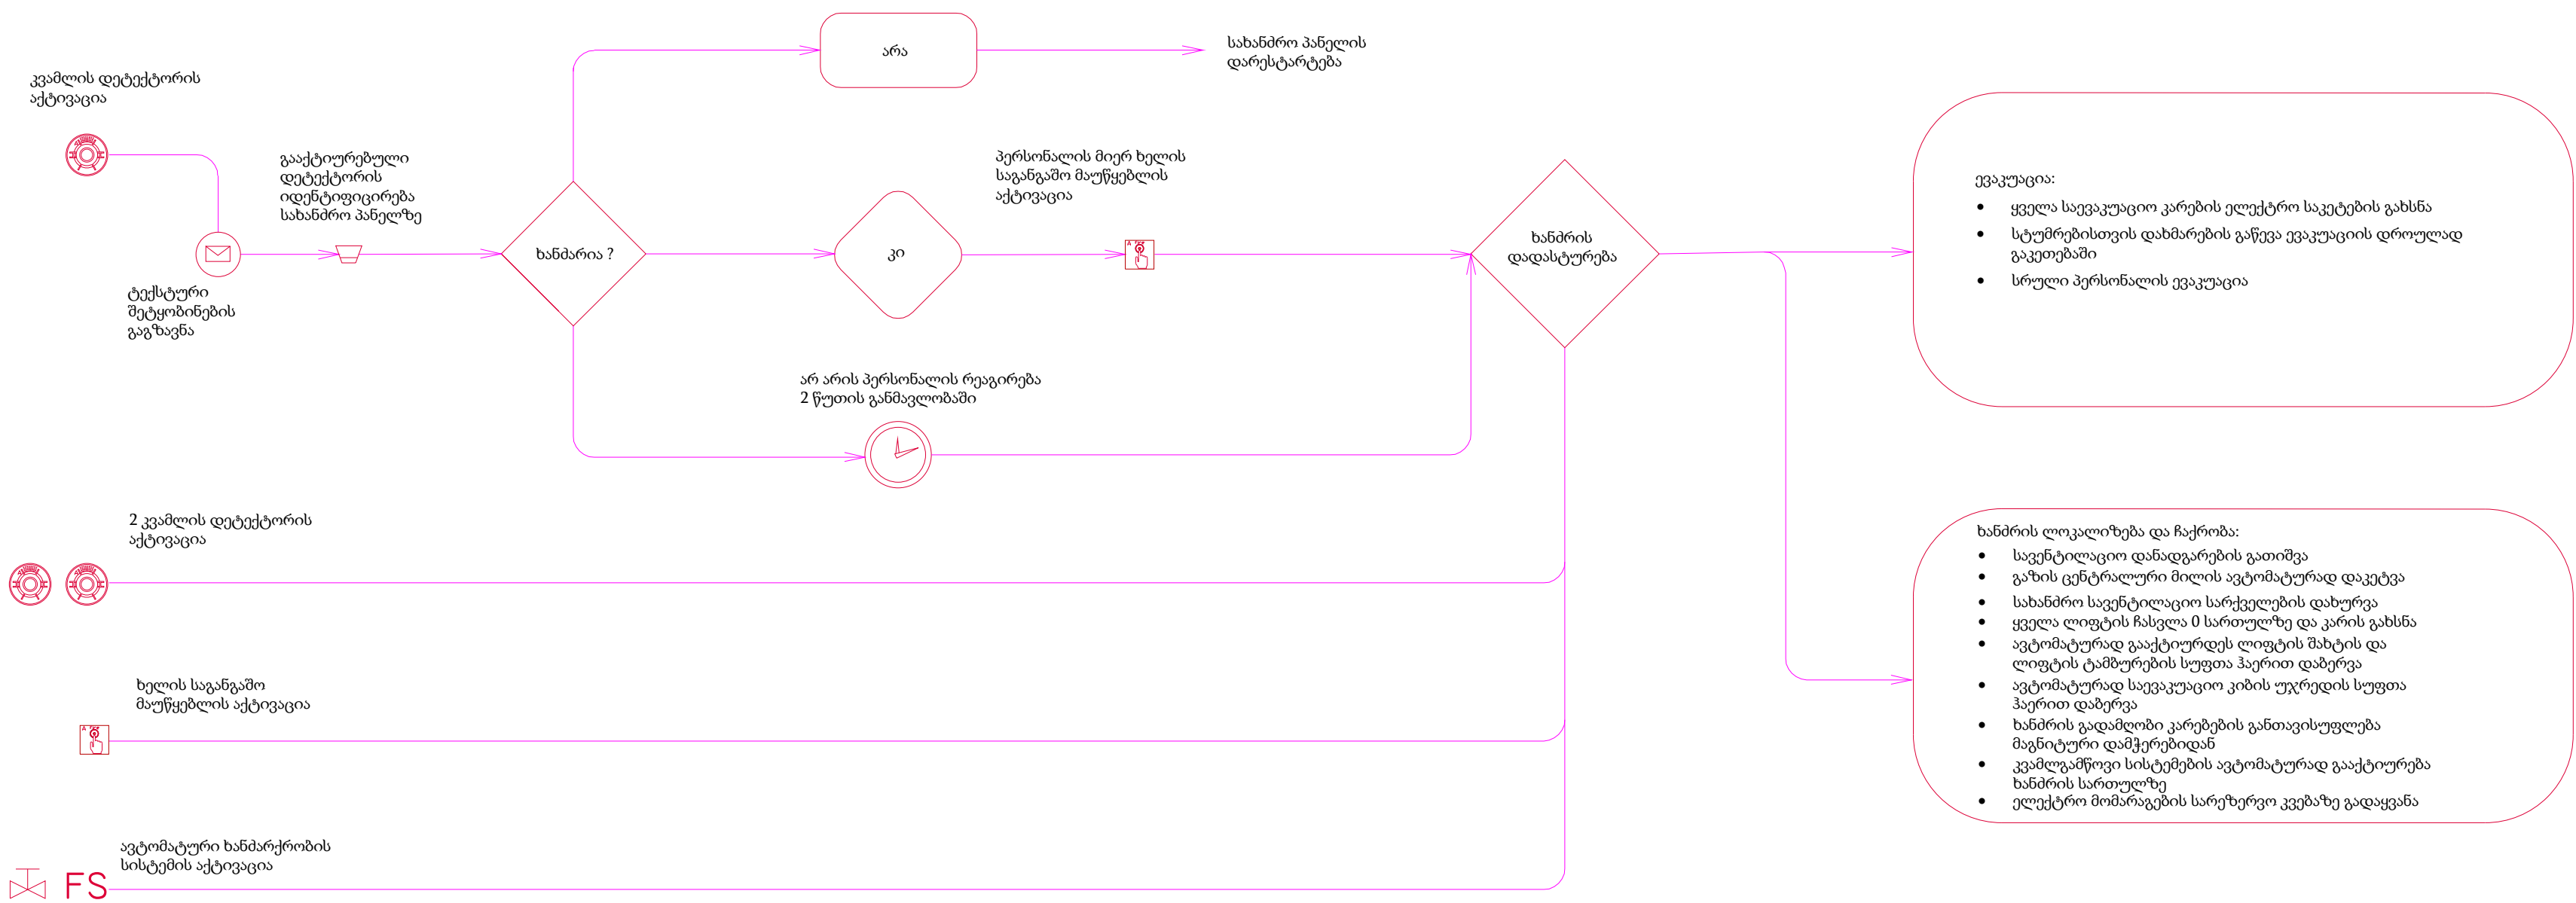 არა
სახანძრო პანელის
დარესტარტება
კვამლის დეტექტორის
აქტივაცია
გააქტიურებული
დეტექტორის
იდენტიფიცირება
სახანძრო პანელზე
პერსონალის მიერ ხელის
საგანგაშო მაუწყებლის
აქტივაცია
ხანძარია ?
კი
ხანძრის
დადასტურება
ტექსტური
შეტყობინების
გაგზავნა
არ არის პერსონალის რეაგირება
2 წუთის განმავლობაში
ევაკუაცია:
• ყველა საევაკუაციო კარების ელექტრო საკეტების გახსნა
• სტუმრებისთვის დახმარების გაწევა ევაკუაციის დროულად
გაკეთებაში
• სრული პერსონალის ევაკუაცია
2 კვამლის დეტექტორის
აქტივაცია
ხელის საგანგაშო
მაუწყებლის აქტივაცია
ავტომატური ხანძარქრობის
სისტემის აქტივაცია
FS
ხანძრის ლოკალიზება და ჩაქრობა:
• სავენტილაციო დანადგარების გათიშვა
• გაზის ცენტრალური მილის ავტომატურად დაკეტვა
• სახანძრო სავენტილაციო სარქველების დახურვა
• ყველა ლიფტის ჩასვლა 0 სართულზე და კარის გახსნა
• ავტომატურად გააქტიურდეს ლიფტის შახტის და
ლიფტის ტამბურების სუფთა ჰაერით დაბერვა
• ავტომატურად საევაკუაციო კიბის უჯრედის სუფთა
ჰაერით დაბერვა
• ხანძრის გადამღობი კარებების განთავისუფლება
მაგნიტური დამჭერებიდან
• კვამლგამწოვი სისტემების ავტომატურად გააქტიურება
ხანძრის სართულზე
• ელექტრო მომარაგების სარეზერვო კვებაზე გადაყვანა